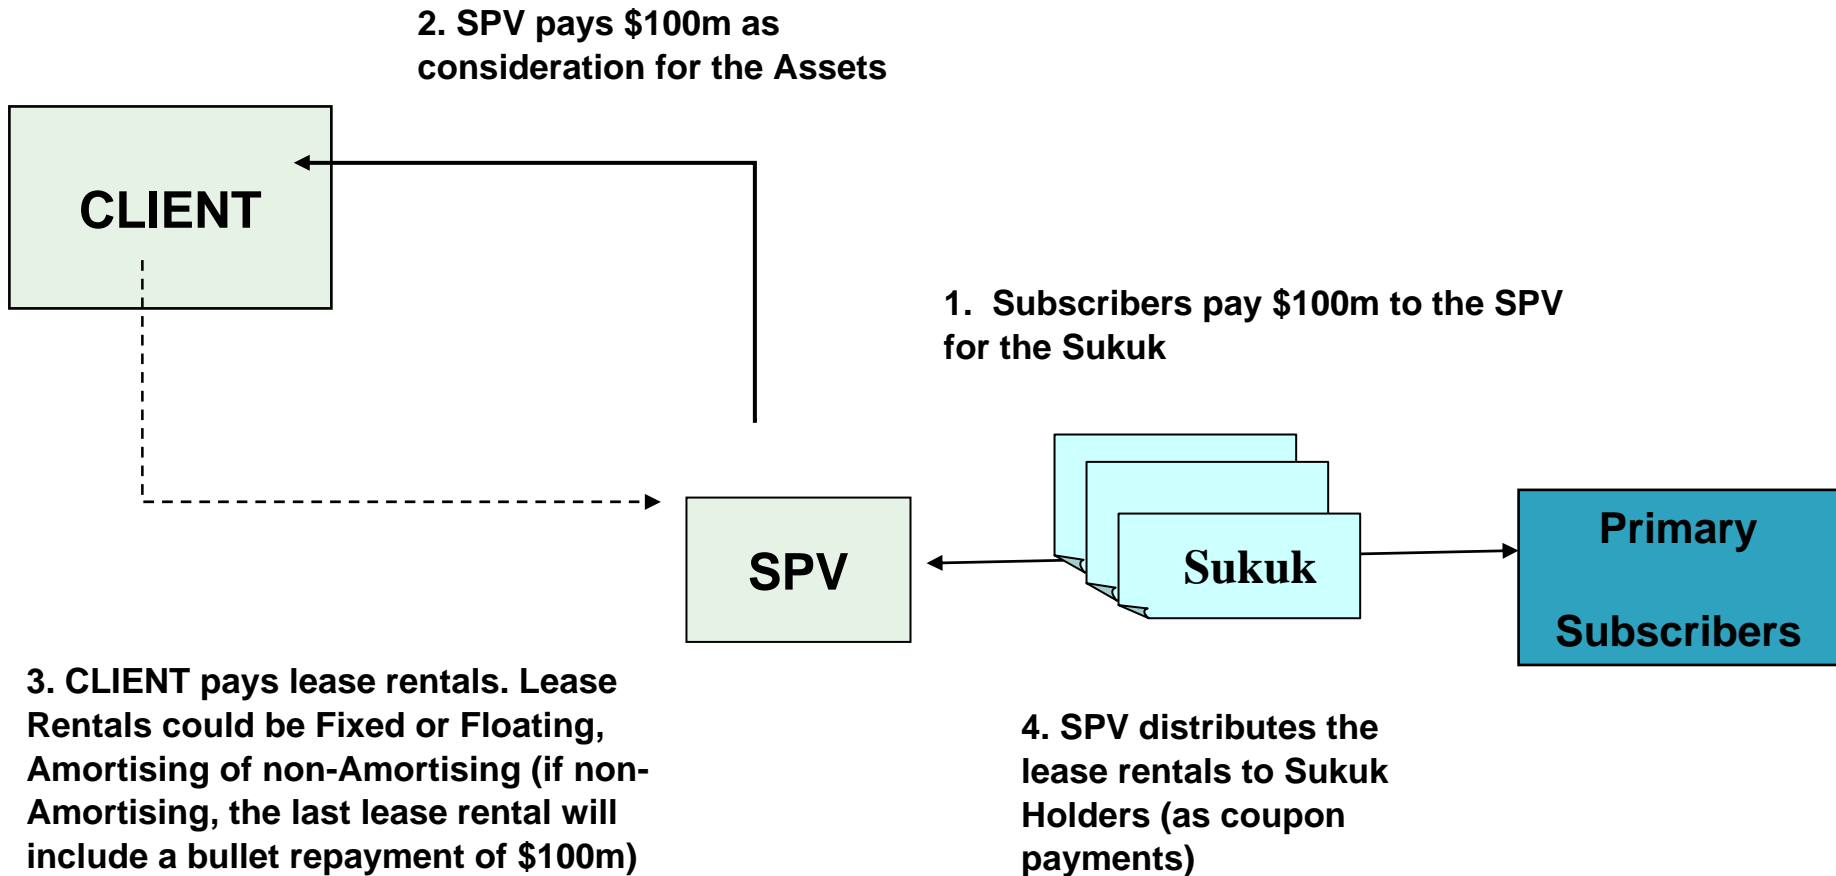 2. SPV pays $100m as
consideration for the Assets
CLIENT
1. Subscribers pay $100m to the SPV
for the Sukuk
SPV
Sukuk
Primary
Subscribers
3. CLIENT pays lease rentals. Lease
Rentals could be Fixed or Floating,
Amortising of non-Amortising (if non-
Amortising, the last lease rental will
include a bullet repayment of $100m)
4. SPV distributes the
lease rentals to Sukuk
Holders (as coupon
payments)